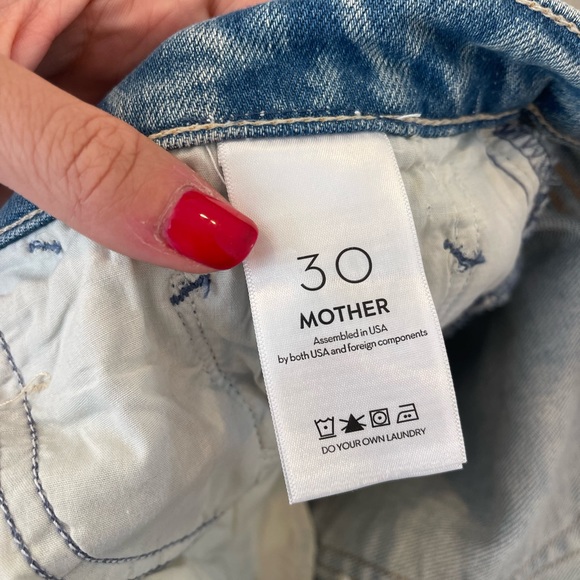 30
MOTHER
Assembled in USA
by both USA and foreign components
DO YOUR OWN LAUNDRY